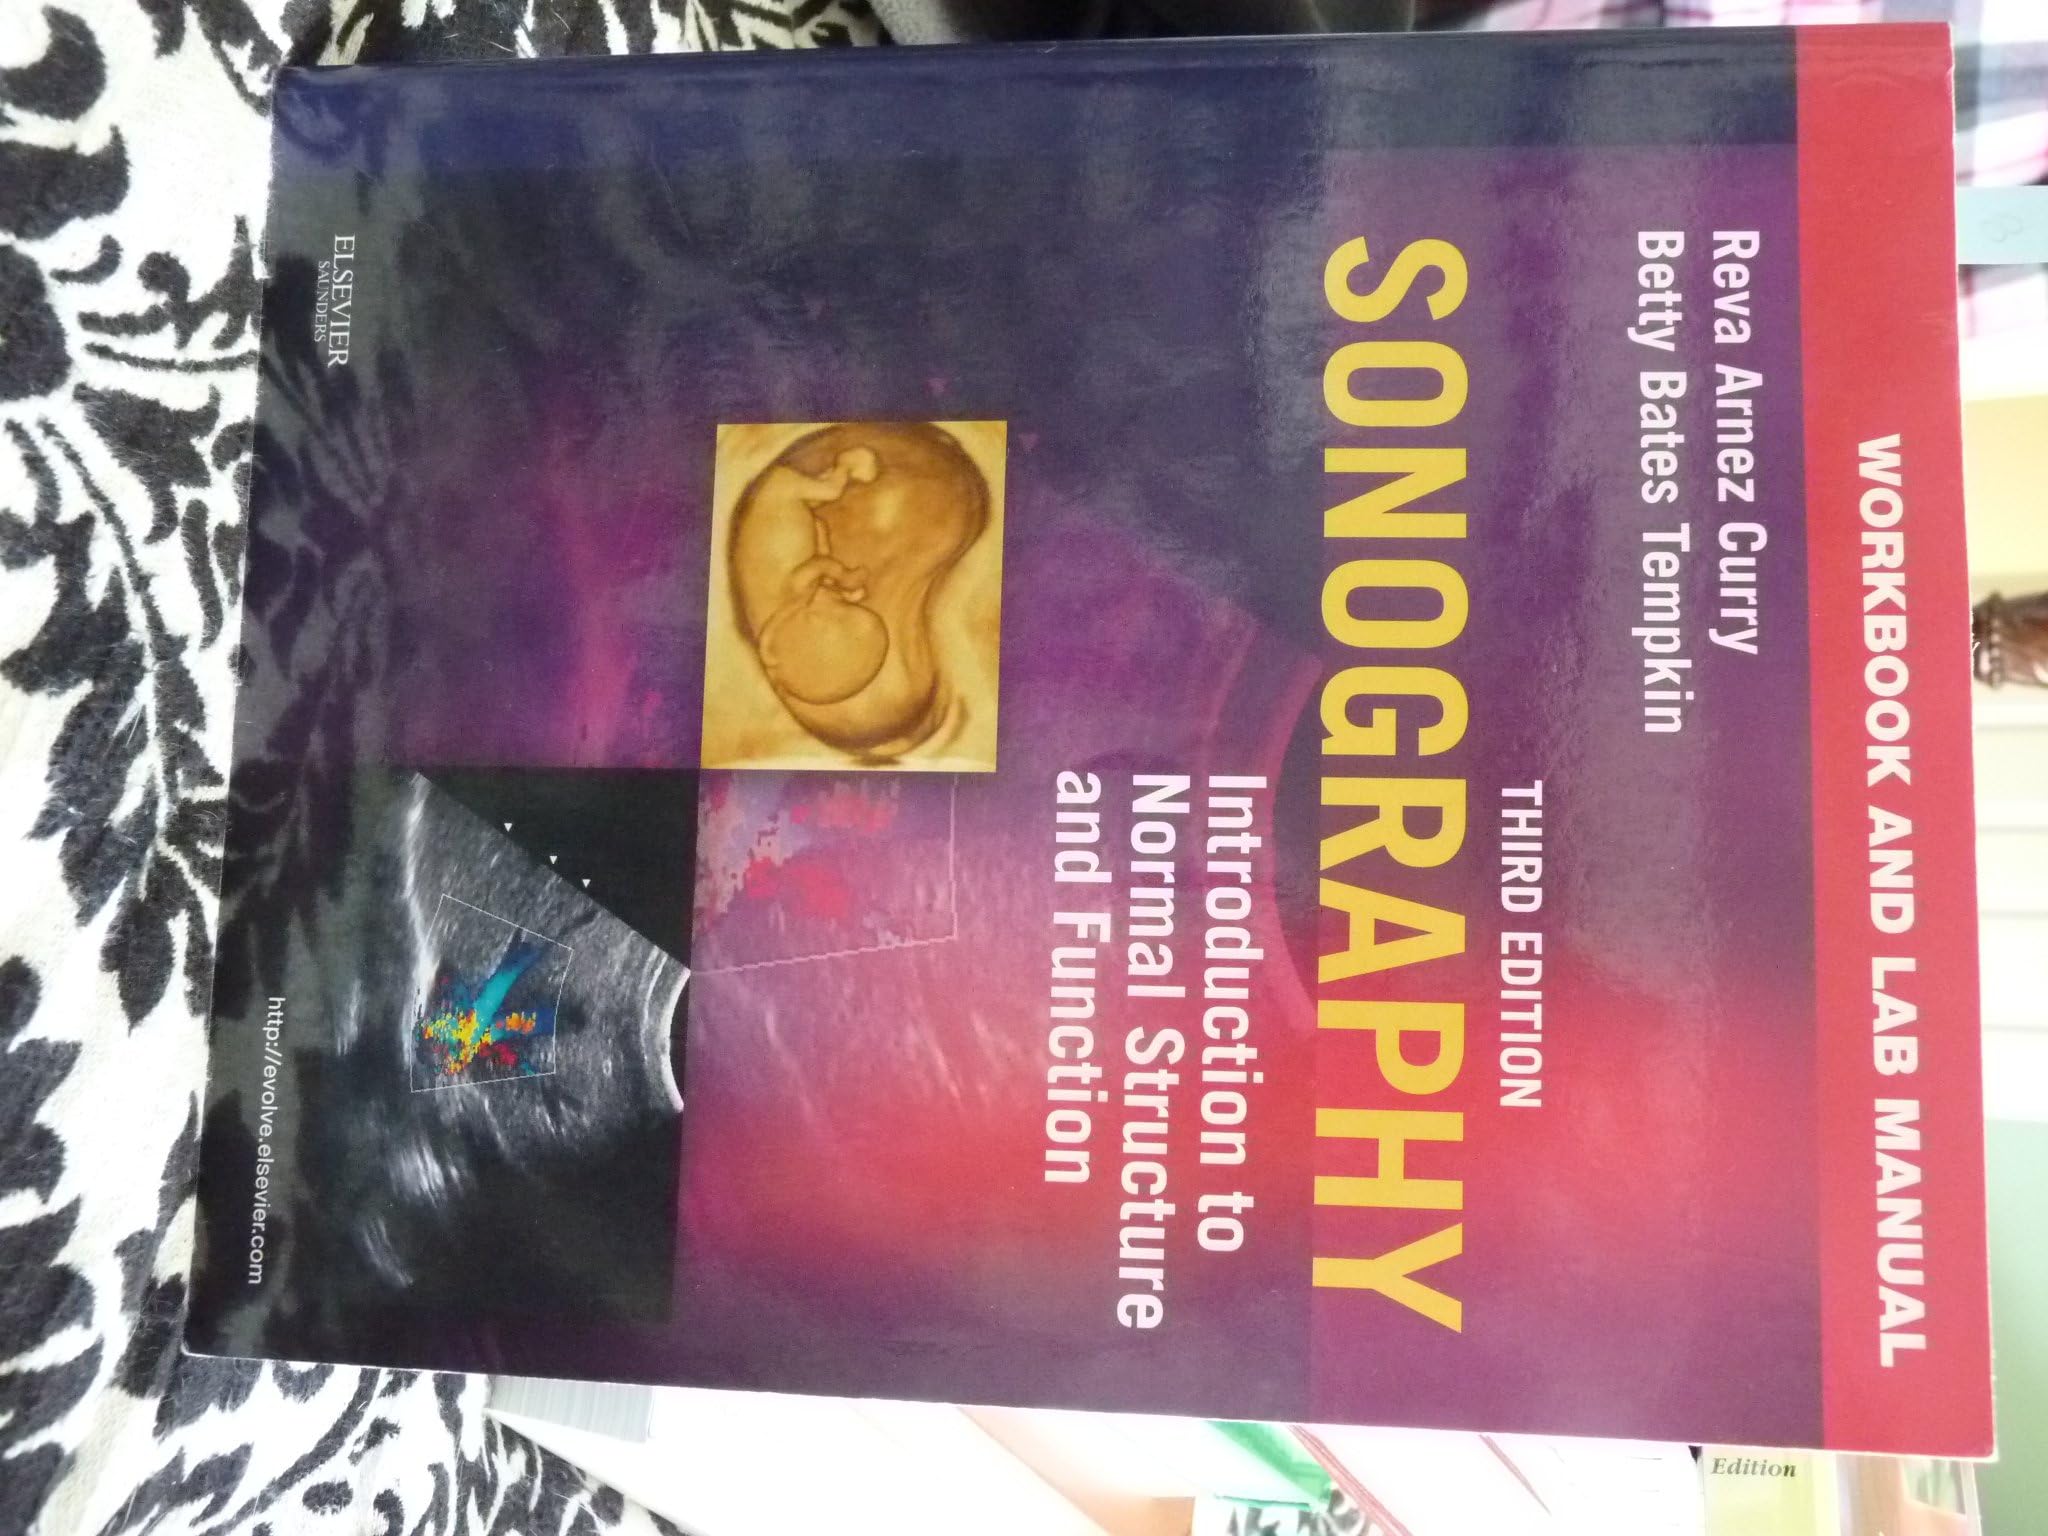 WORKBOOK AND LAB MANUAL
Reva Arnez Curry
Betty Bates Tempkin
THIRD EDITION
SONOGRAPHY
Introduction to
Normal Structure
and Function
ELSEVIER
SAUNDERS
http://evolve.elsevier.com
Edition